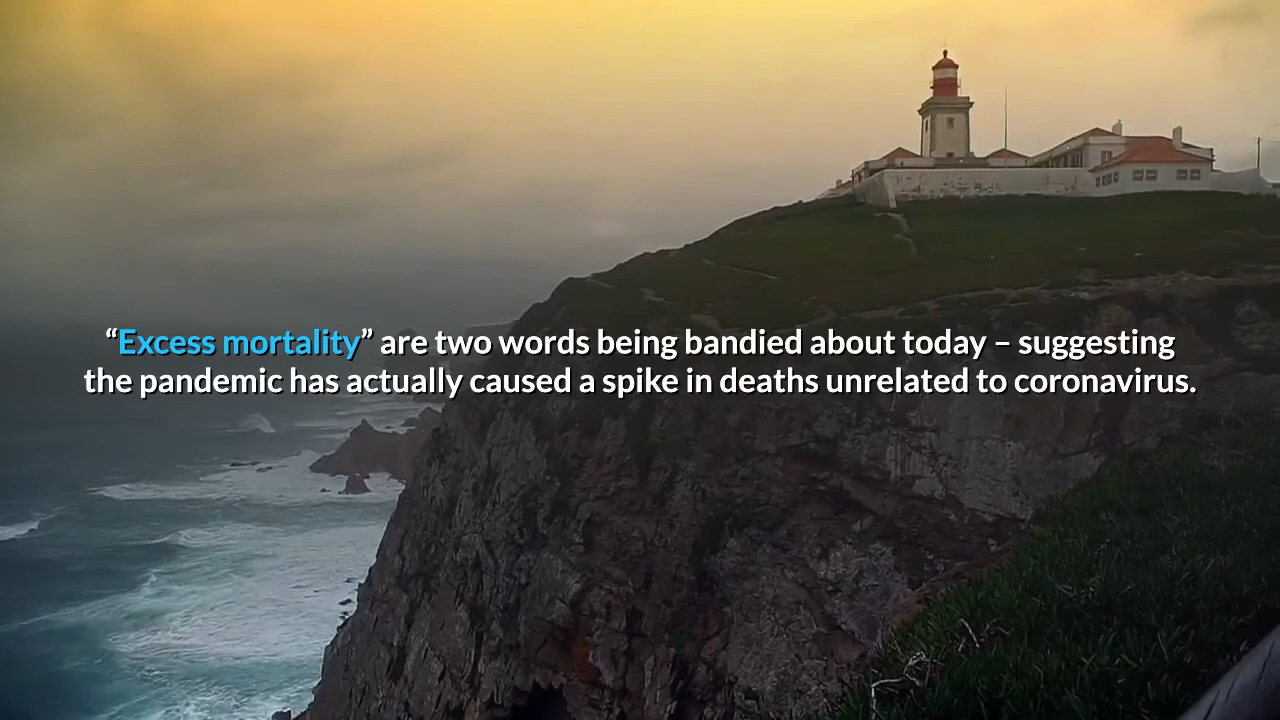 “Excess mortality” are two words being bandied about today – suggesting
the pandemic has actually caused a spike in deaths unrelated to coronavirus.